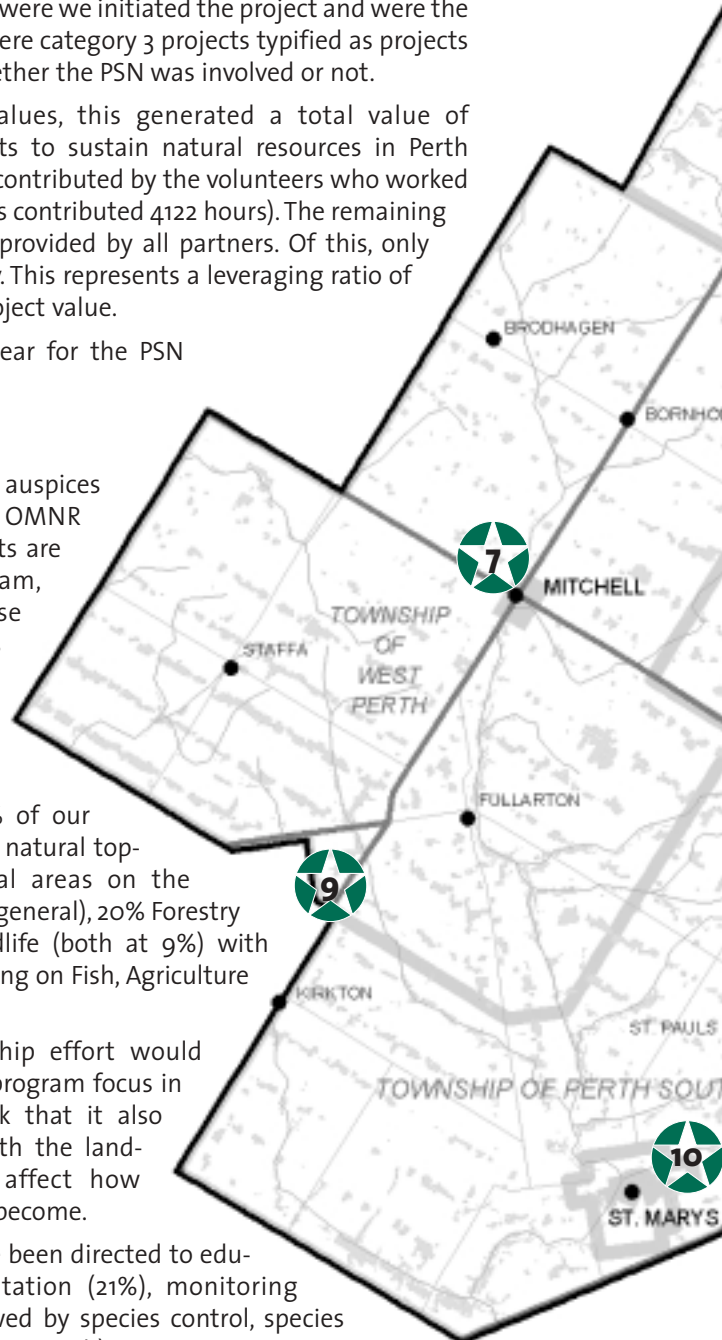 were we initiated the project and were the
ere category 3 projects typified as projects
ether the PSN was involved or not.
alues, this generated a total value of
ts to sustain natural resources in Perth
contributed by the volunteers who worked
s contributed 4122 hours). The remaining
provided by all partners. Of this, only
. This represents a leveraging ratio of
oject value.
ear for the PSN
auspices
OMNR
ts are
am,
se
% of our
natural top-
al areas on the
general), 20% Forestry
dlife (both at 9%) with
ing on Fish, Agriculture
hip effort would
program focus in
k that it also
th the land-
affect how
become.
been directed to edu-
tation (21%), monitoring
wed by species control, species
BRODHAGEN
BORNHO
7
MITCHELL
TOWNSHIP
OF
WEST
PERTH
STAFFA
FULLARTON
9
KIRKTON
ST. PAULS
TOWNSHIP OF PERTH SOUT
10
ST. MARYS